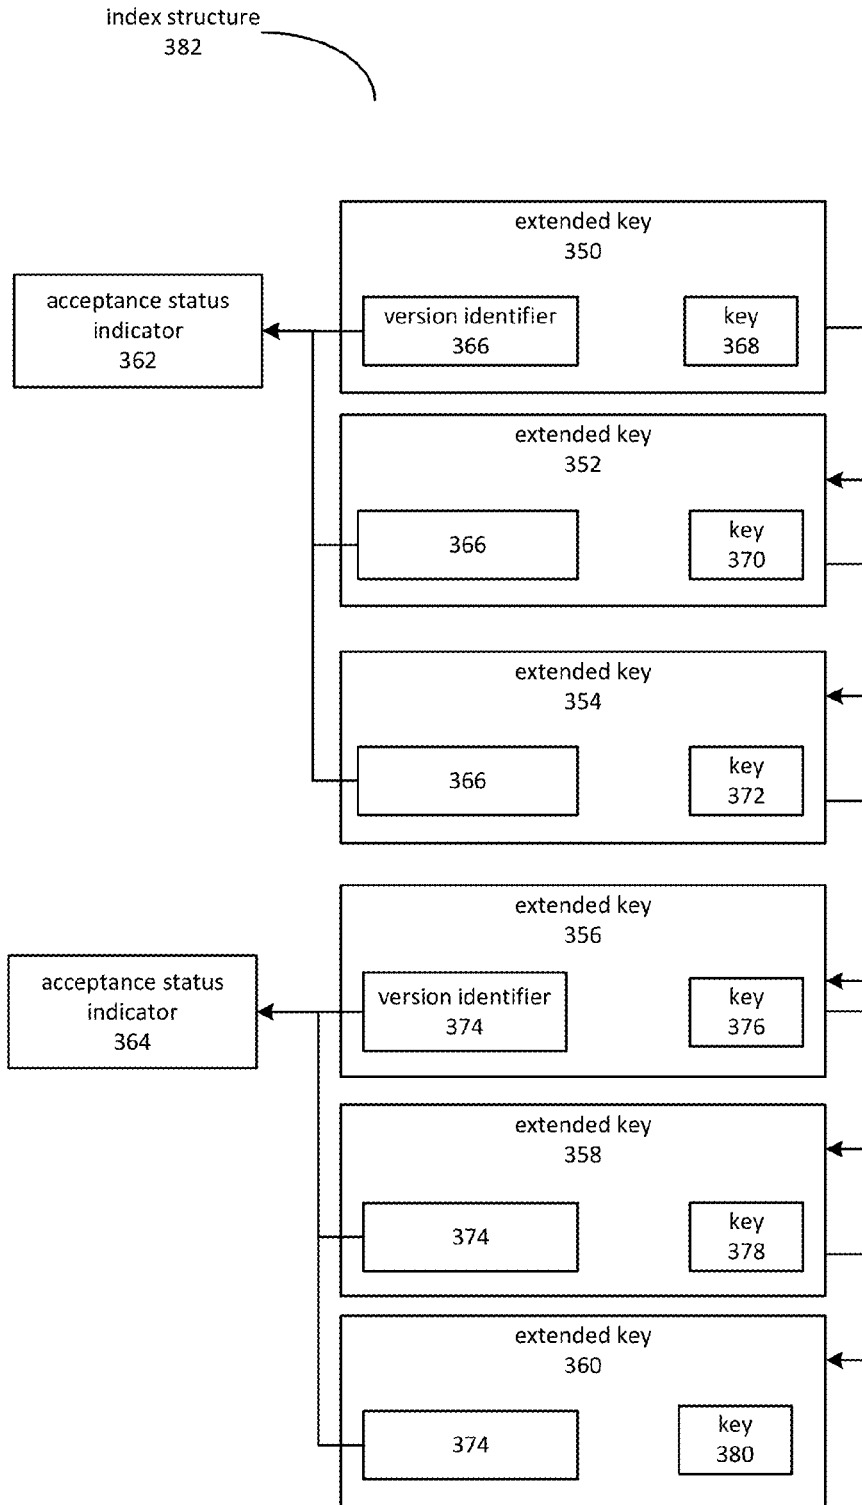 index structure
382
extended key
350
acceptance status
indicator
362
version identifier
366
key
368
extended key
352
366
key
370
extended key
354
366
key
372
extended key
356
acceptance status
indicator
364
version identifier
374
key
376
extended key
358
374
key
378
extended key
360
374
key
380